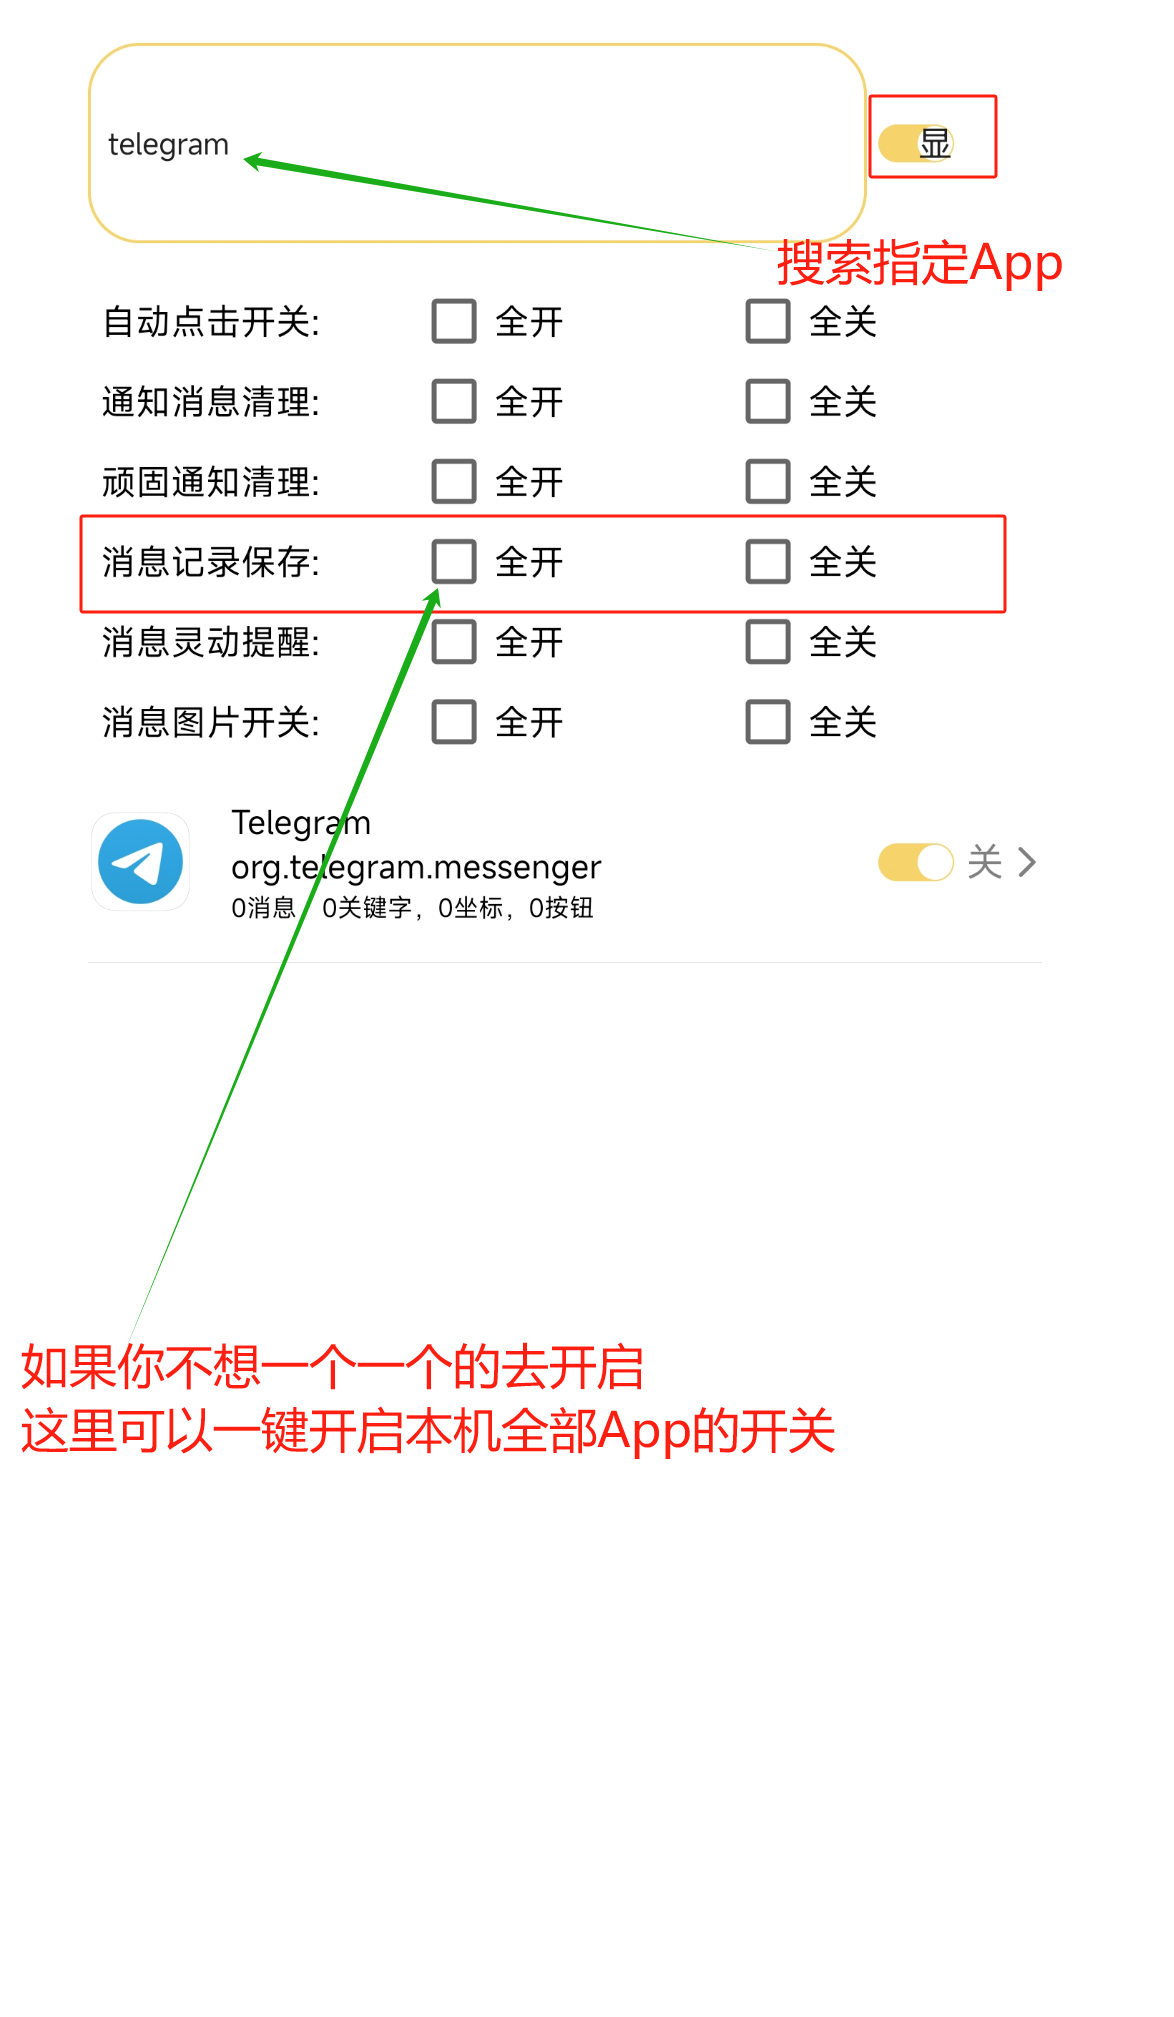 telegram
显
搜索指定App
自动点击开关: 全开 全关
通知消息清理: 全开 全关
顽固通知清理: 全开 全关
消息记录保存: 全开 全关
消息灵动提醒: 全开 全关
消息图片开关: 全开 全关
Telegram
org.telegram.messenger
关
0消息 0关键字，0坐标，0按钮
如果你不想一个一个的去开启
这里可以一键开启本机全部App的开关